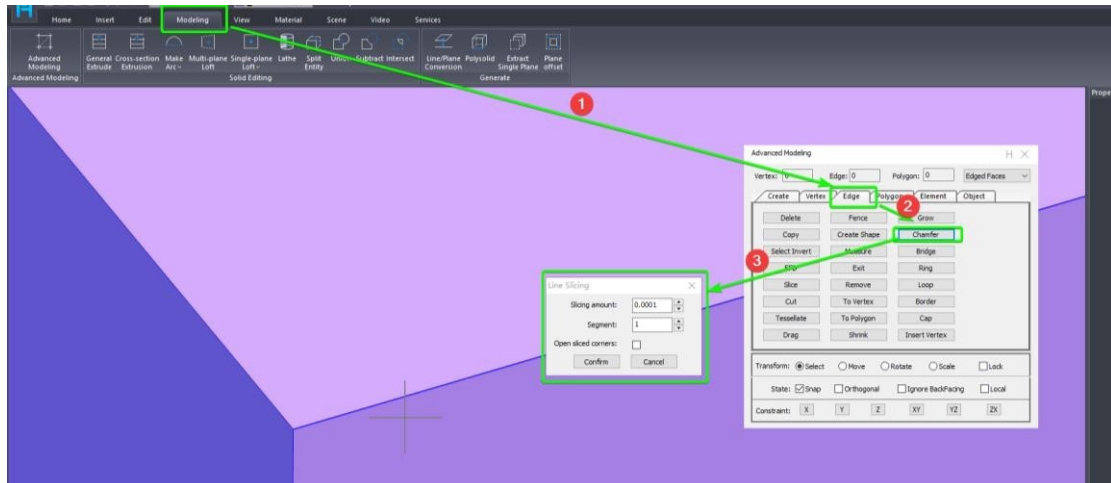 Home Insert Edit Modeling View Material Scene Video Services
Advanced Modeling
General Extrude
Cross-section Extrusion
Make Arc
Multi-plane Loft
Single-plane Loft
Lathe
Split Entity
Union
Subtract
Intersect
Line/Plane Conversion
Polysolid
Extract Single Plane
Plane offset
Advanced Modeling Solid Editing Generate
Prope
1
Advanced Modeling H
Vertex: Edge: 0 Polygon: 0 Edged Faces
Create Vertex Edge Element Object
2
Delete Fence Grow
Copy Create Shape Chamfer
Select Invert Measure Bridge
3
Exit Ring
Slice Remove Loop
Cut To Vertex Border
Tessellate To Polygon Cap
Drag Shrink Insert Vertex
Transform: Select Move Rotate Scale Lock
State: Snap Orthogonal Ignore BackFacing Local
Constraint: X Y Z XY YZ ZX
Line Slicing
Slicing amount: 0.0001
Segment: 1
Open sliced corners:
Confirm Cancel